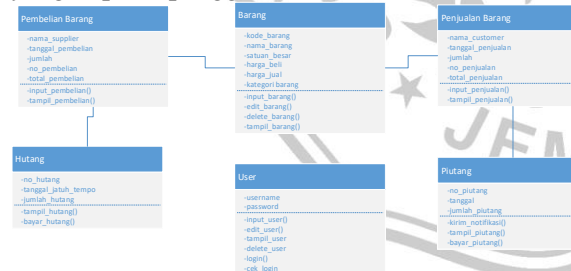 Pembelian Barang
-nama_supplier
-tanggal_pembelian
-jumlah
-no_pembelian
-total_pembelian
-input_pembelian()
-tampil_pembelian()
Barang
-kode_barang
-nama_barang
-satuan_besar
-harga_beli
-harga_jual
-kategori barang
-input_barang()
-edit_barang()
-delete_barang()
-tampil_barang()
Penjualan Barang
-nama_customer
-tanggal_penjualan
-jumlah
-no_penjualan
-total_penjualan
-input_penjualan()
-tampil_penjualan()
Hutang
-no_hutang
-tanggal_jatuh_tempo
-jumlah_hutang
-tampil_hutang()
-bayar_hutang()
User
-username
-password
-input_user()
-edit_user()
-tampil_user
-delete_user
-login()
-cek_login
Piutang
-no_piutang
-tanggal
-jumlah_piutang
-kirim_notifikasi()
-tampil_piutang()
-bayar_piutang()